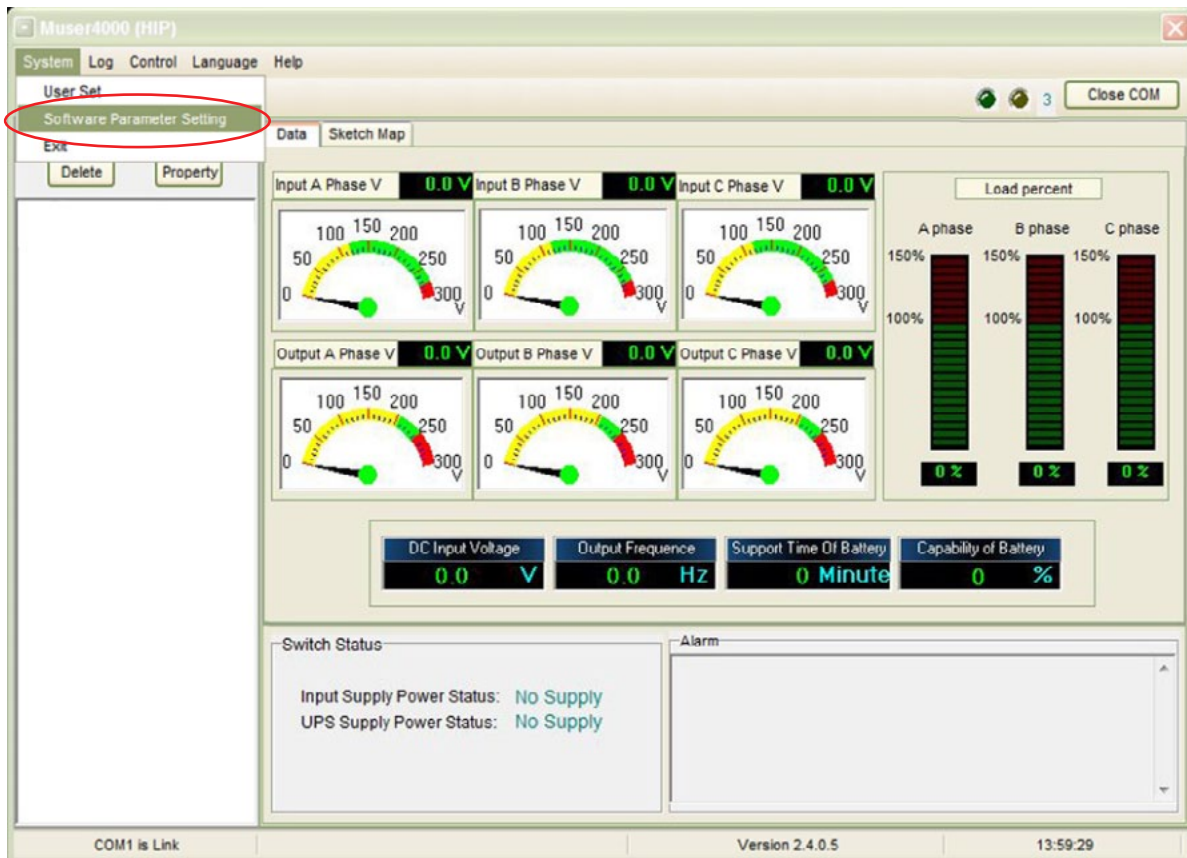 Muser4000 (HIP)
System Log Control Language Help
User Set
Software Parameter Setting
Exit
3 Close COM
Delete Property
Data Sketch Map
Input A Phase V 0.0 V Input B Phase V 0.0 V Input C Phase V 0.0 V
0 50 100 150 200 250 300 V
0 50 100 150 200 250 300 V
0 50 100 150 200 250 300 V
Output A Phase V 0.0 V Output B Phase V 0.0 V Output C Phase V 0.0 V
0 50 100 150 200 250 300 V
0 50 100 150 200 250 300 V
0 50 100 150 200 250 300 V
Load percent
A phase B phase C phase
150% 150% 150%
100% 100% 100%
0 % 0 % 0 %
DC Input Voltage Output Frequence Support Time Of Battery Capability of Battery
0.0 V 0.0 Hz 0 Minute 0 %
Switch Status
Input Supply Power Status: No Supply
UPS Supply Power Status: No Supply
Alarm
COM1 is Link Version 2.4.0.5 13:59:29